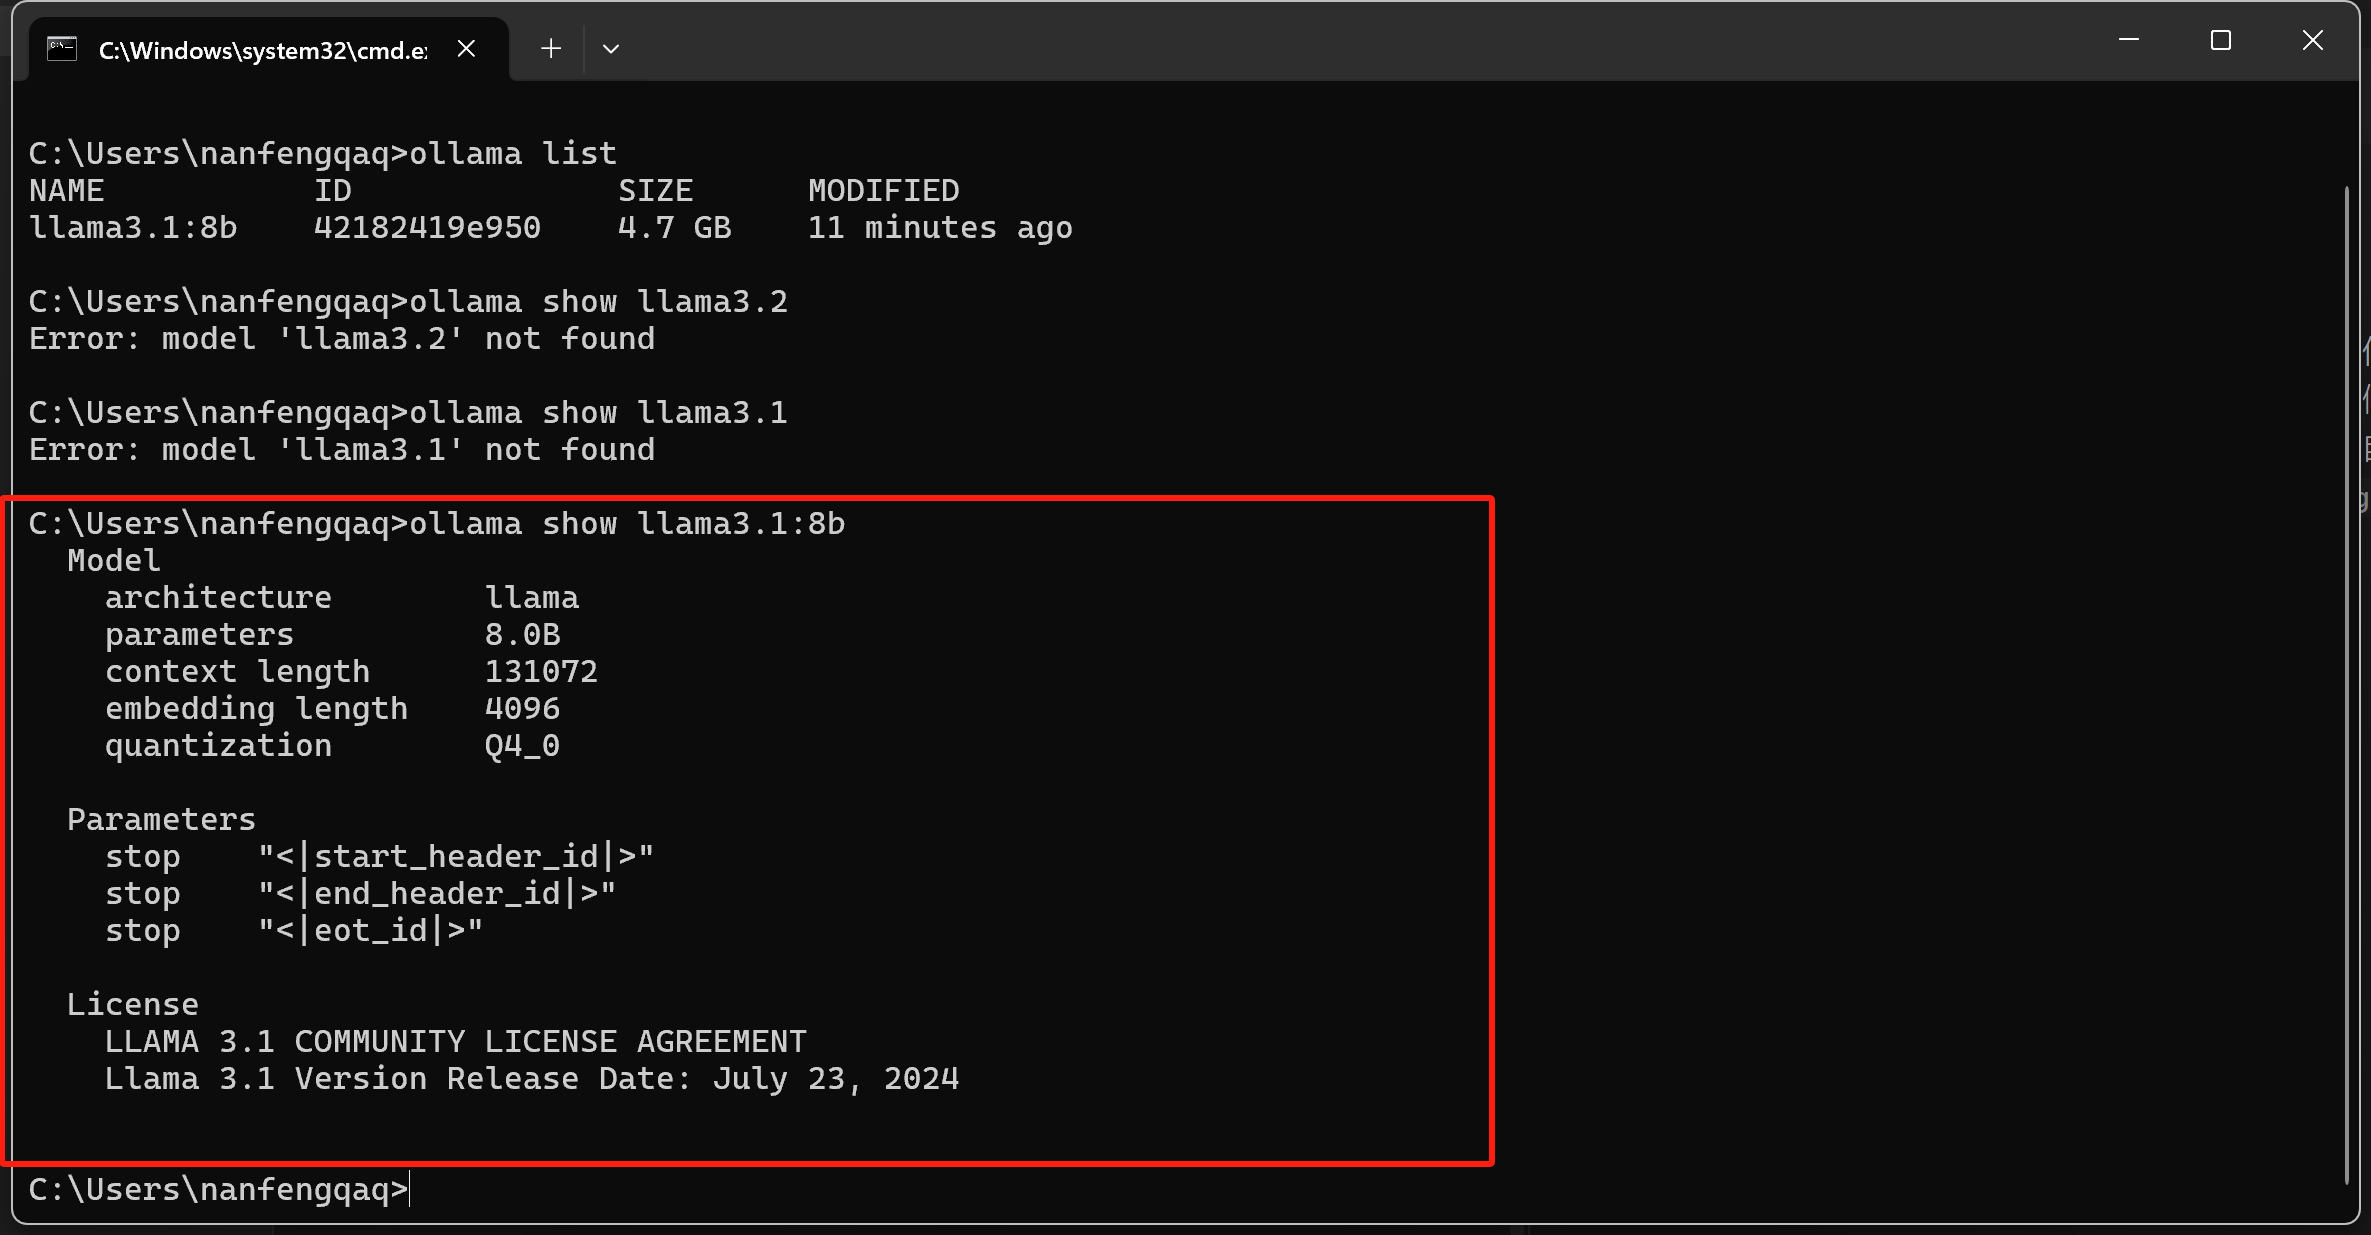 C:\Windows\system32\cmd.e
C:\Users\nanfengqaq>ollama list
NAME ID SIZE MODIFIED
llama3.1:8b 42182419e950 4.7 GB 11 minutes ago
C:\Users\nanfengqaq>ollama show llama3.2
Error: model 'llama3.2' not found
C:\Users\nanfengqaq>ollama show llama3.1
Error: model 'llama3.1' not found
C:\Users\nanfengqaq>ollama show llama3.1:8b
Model
architecture llama
parameters 8.0B
context length 131072
embedding length 4096
quantization Q4_0
Parameters
stop "<|start_header_id|>"
stop "<|end_header_id|>"
stop "<|eot_id|>"
License
LLAMA 3.1 COMMUNITY LICENSE AGREEMENT
Llama 3.1 Version Release Date: July 23, 2024
C:\Users\nanfengqaq>